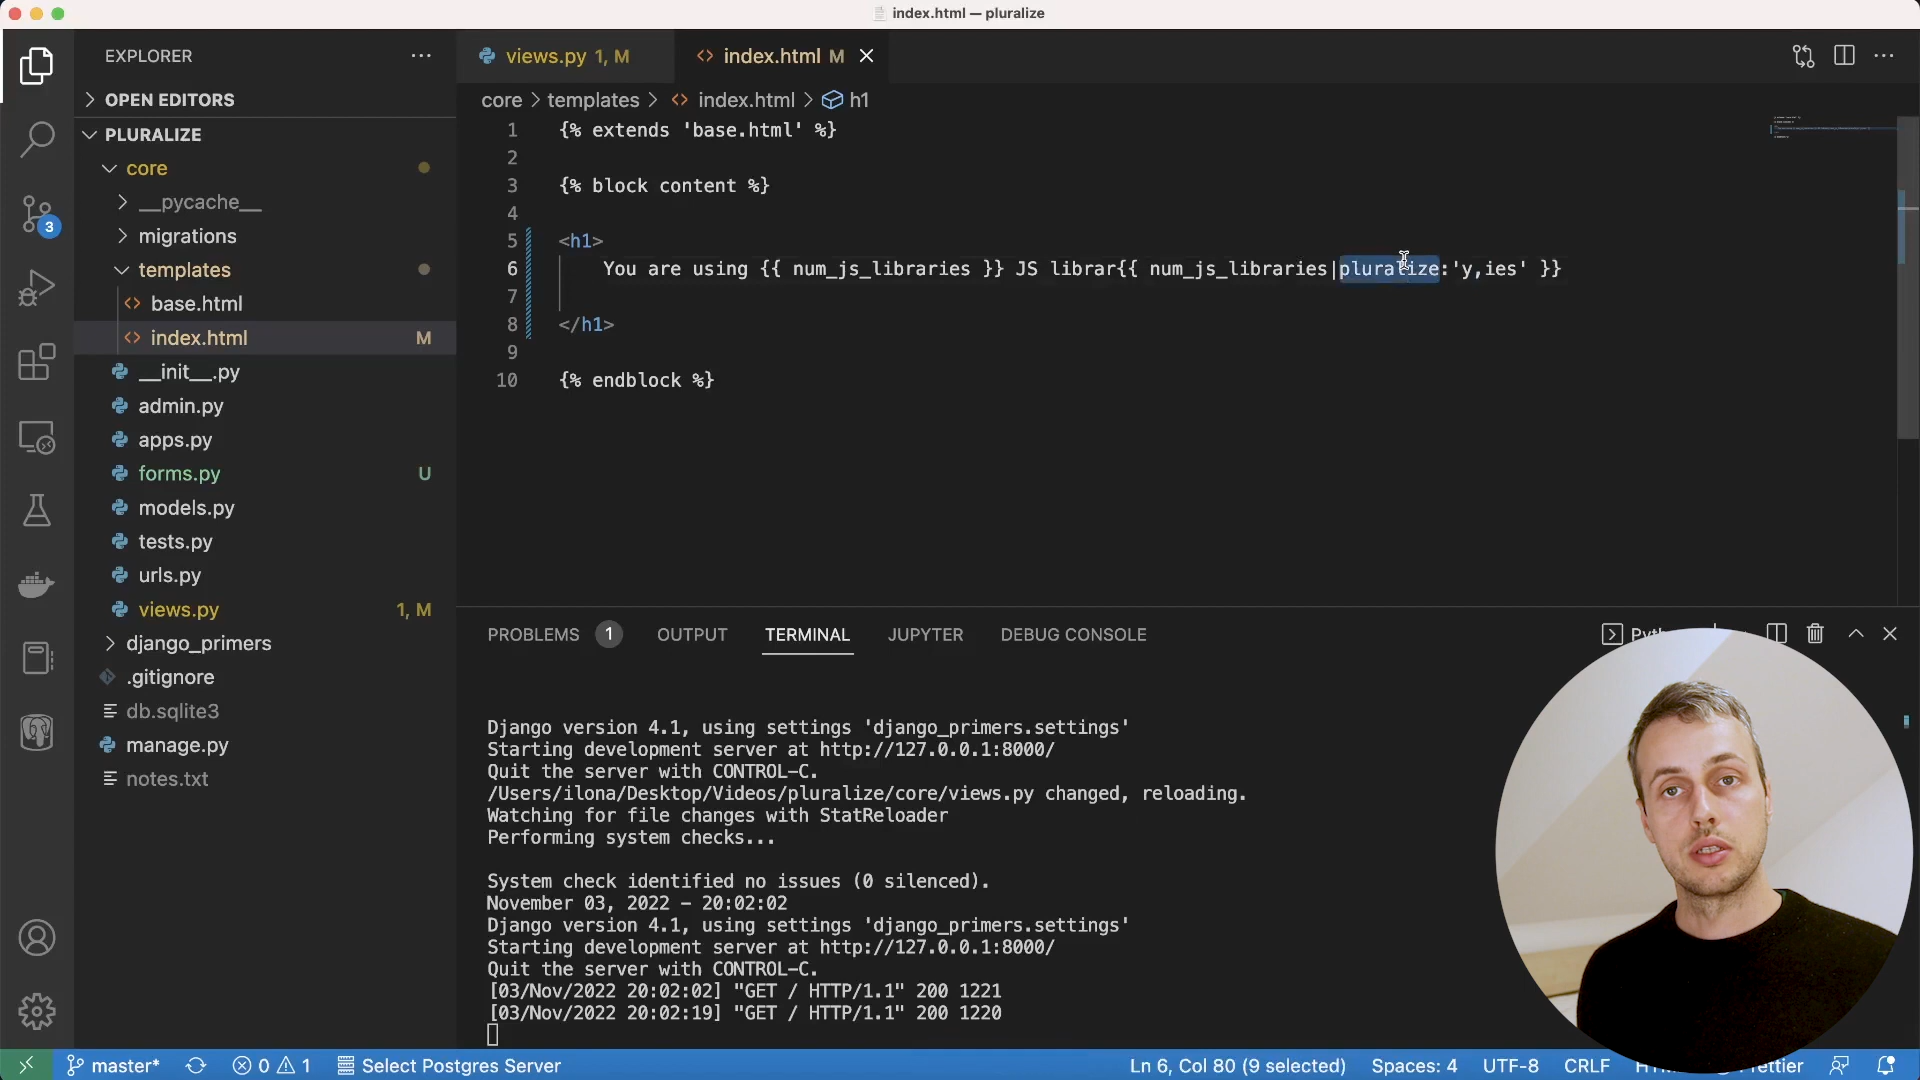 index.html — pluralize
EXPLORER
OPEN EDITORS
PLURALIZE
core
__pycache__
migrations
templates
base.html
index.html M
__init__.py
admin.py
apps.py
forms.py U
models.py
tests.py
urls.py
views.py 1, M
django_primers
.gitignore
db.sqlite3
manage.py
notes.txt
3
views.py 1, M
index.html M
core > templates > index.html > h1
1 {% extends 'base.html' %}
2
3 {% block content %}
4
5 <h1>
6 You are using {{ num_js_libraries }} JS librar{{ num_js_libraries|pluralize:'y,ies' }}
7
8 </h1>
9
10 {% endblock %}
PROBLEMS 1 OUTPUT TERMINAL JUPYTER DEBUG CONSOLE
Django version 4.1, using settings 'django_primers.settings'
Starting development server at http://127.0.0.1:8000/
Quit the server with CONTROL-C.
/Users/ilona/Desktop/Videos/pluralize/core/views.py changed, reloading.
Watching for file changes with StatReloader
Performing system checks...
System check identified no issues (0 silenced).
November 03, 2022 - 20:02:02
Django version 4.1, using settings 'django_primers.settings'
Starting development server at http://127.0.0.1:8000/
Quit the server with CONTROL-C.
[03/Nov/2022 20:02:02] "GET / HTTP/1.1" 200 1221
[03/Nov/2022 20:02:19] "GET / HTTP/1.1" 200 1220
master* 0 1 Select Postgres Server Ln 6, Col 80 (9 selected) Spaces: 4 UTF-8 CRLF